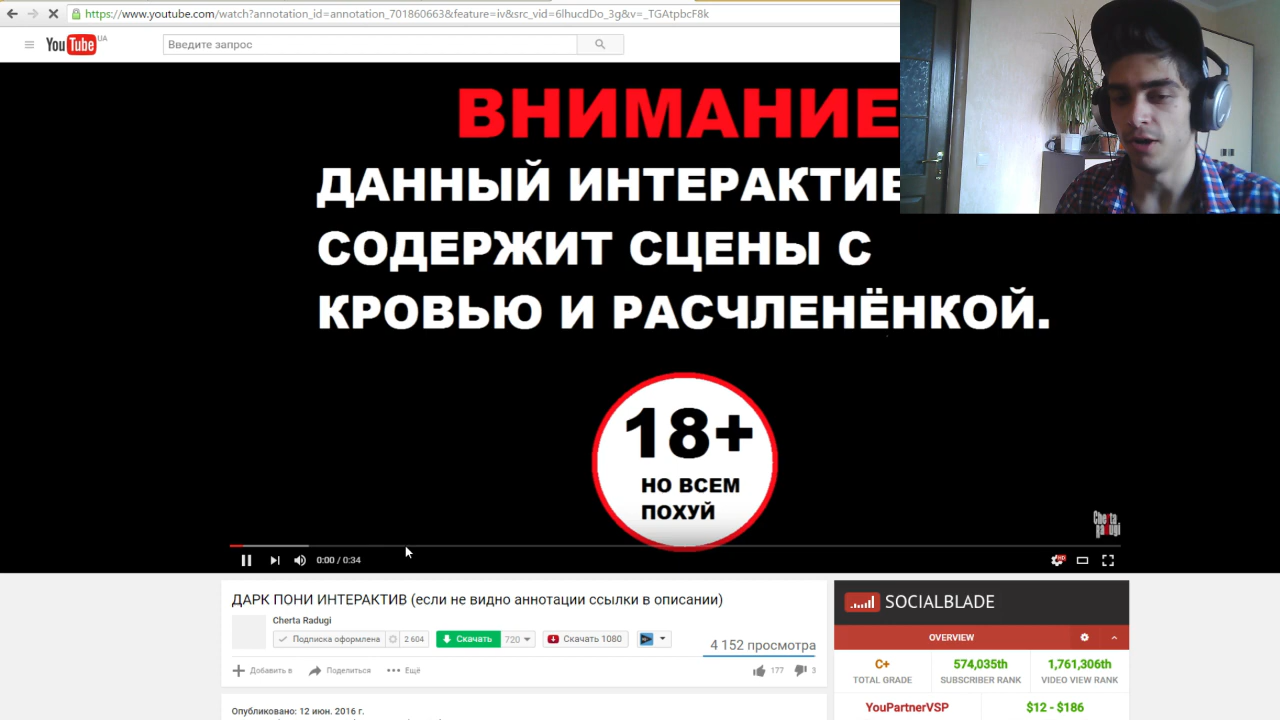 https://www.youtube.com/watch?annotation_id=annotation_701860663&feature=iv&src_vid=6lhucdDo_3g&v=_TGAtpbcF8k
YouTube UA
Введите запрос
ВНИМАНИЕ
ДАННЫЙ ИНТЕРАКТИВ
СОДЕРЖИТ СЦЕНЫ С
КРОВЬЮ И РАСЧЛЕНЁНКОЙ.
18+
НО ВСЕМ
ПОХУЙ
Cherta
Radugi
0:00 / 0:34
HD
ДАРК ПОНИ ИНТЕРАКТИВ (если не видно аннотации ссылки в описании)
Cherta Radugi
Подписка оформлена 2 604
Скачать 720
Скачать 1080
4 152 просмотра
Добавить в
Поделиться
Ещё
177
3
Опубликовано: 12 июн. 2016 г.
SOCIALBLADE
OVERVIEW
C+
TOTAL GRADE
574,035th
SUBSCRIBER RANK
1,761,306th
VIDEO VIEW RANK
YouPartnerVSP
$12 - $186